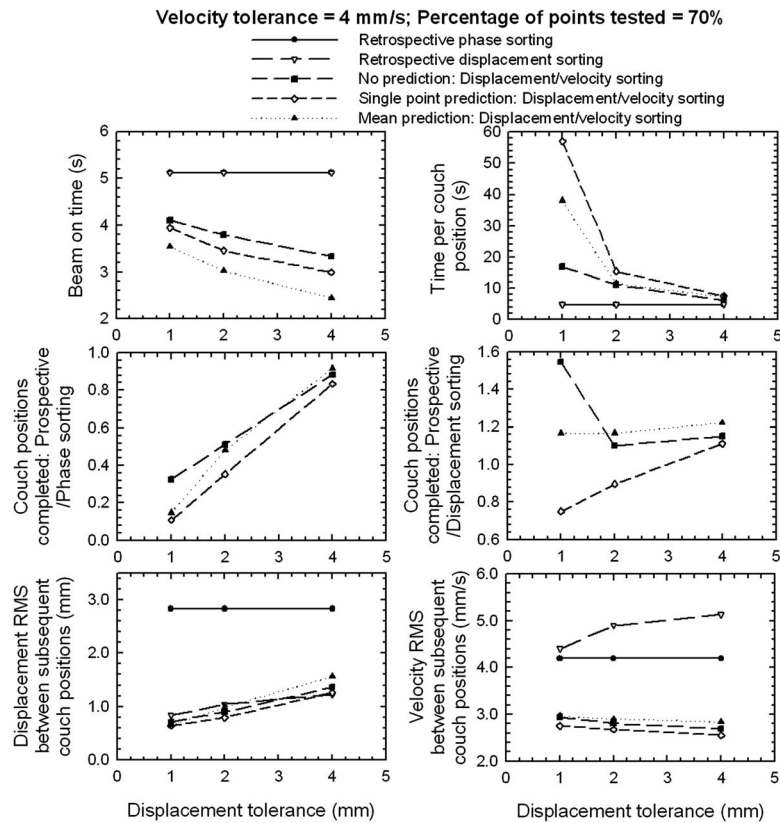 Velocity tolerance = 4 mm/s; Percentage of points tested = 70%
Retrospective phase sorting
Retrospective displacement sorting
No prediction: Displacement/velocity sorting
Single point prediction: Displacement/velocity sorting
Mean prediction: Displacement/velocity sorting
Beam on time (s)
6
5
4
3
2
0 1 2 3 4 5
Time per couch
position (s)
60
50
40
30
20
10
0
0 1 2 3 4 5
Couch positions
completed: Prospective
/Phase sorting
1.0
0.8
0.6
0.4
0.2
0.0
0 1 2 3 4 5
Couch positions
completed: Prospective
/Displacement sorting
1.6
1.4
1.2
1.0
0.8
0.6
0 1 2 3 4 5
Displacement RMS
between subsequent
couch positions (mm)
3.0
2.0
1.0
0.0
0 1 2 3 4 5
Displacement tolerance (mm)
Velocity RMS
between subsequent
couch positions (mm/s)
6.0
5.0
4.0
3.0
2.0
0 1 2 3 4 5
Displacement tolerance (mm)